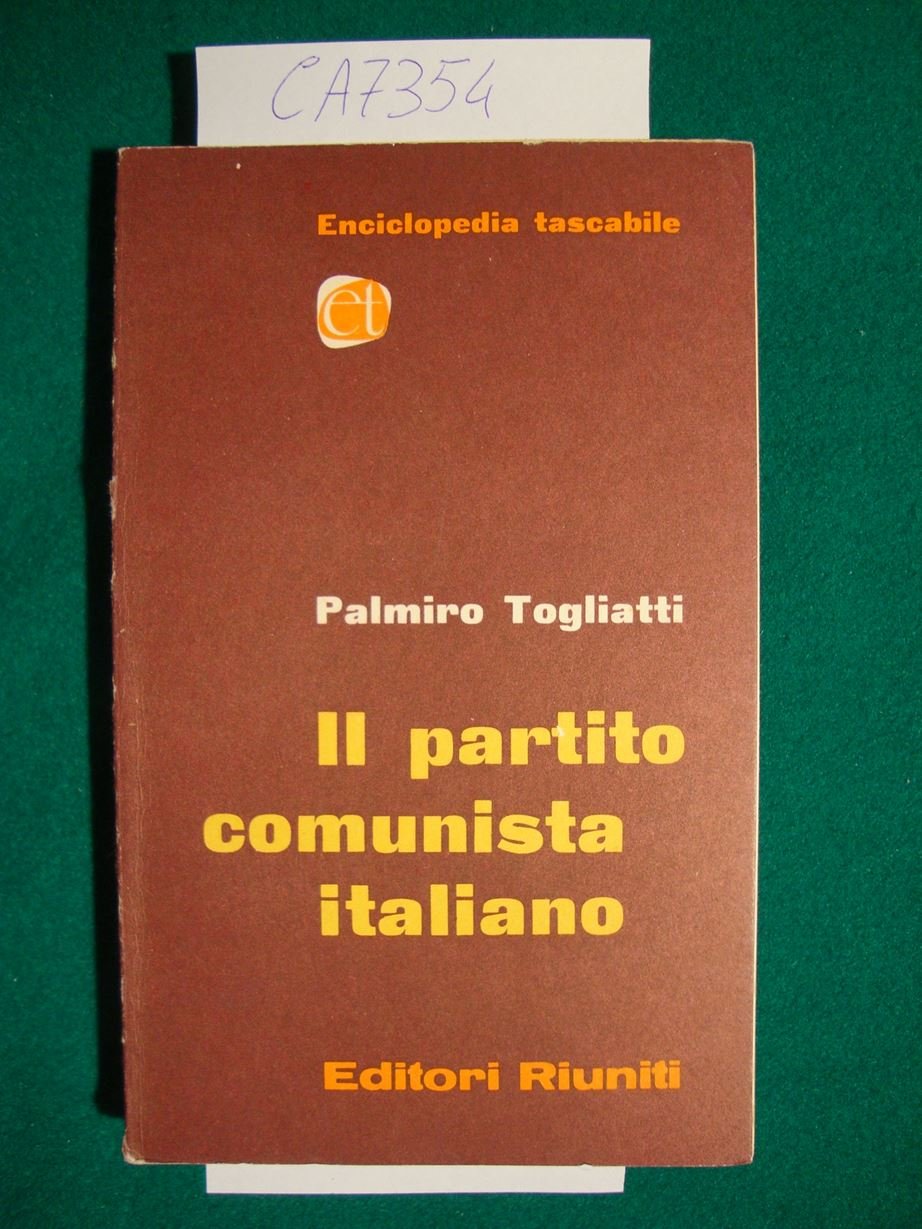 CA7354
Enciclopedia tascabile
et
Palmiro Togliatti
Il partito
comunista
italiano
Editori Riuniti